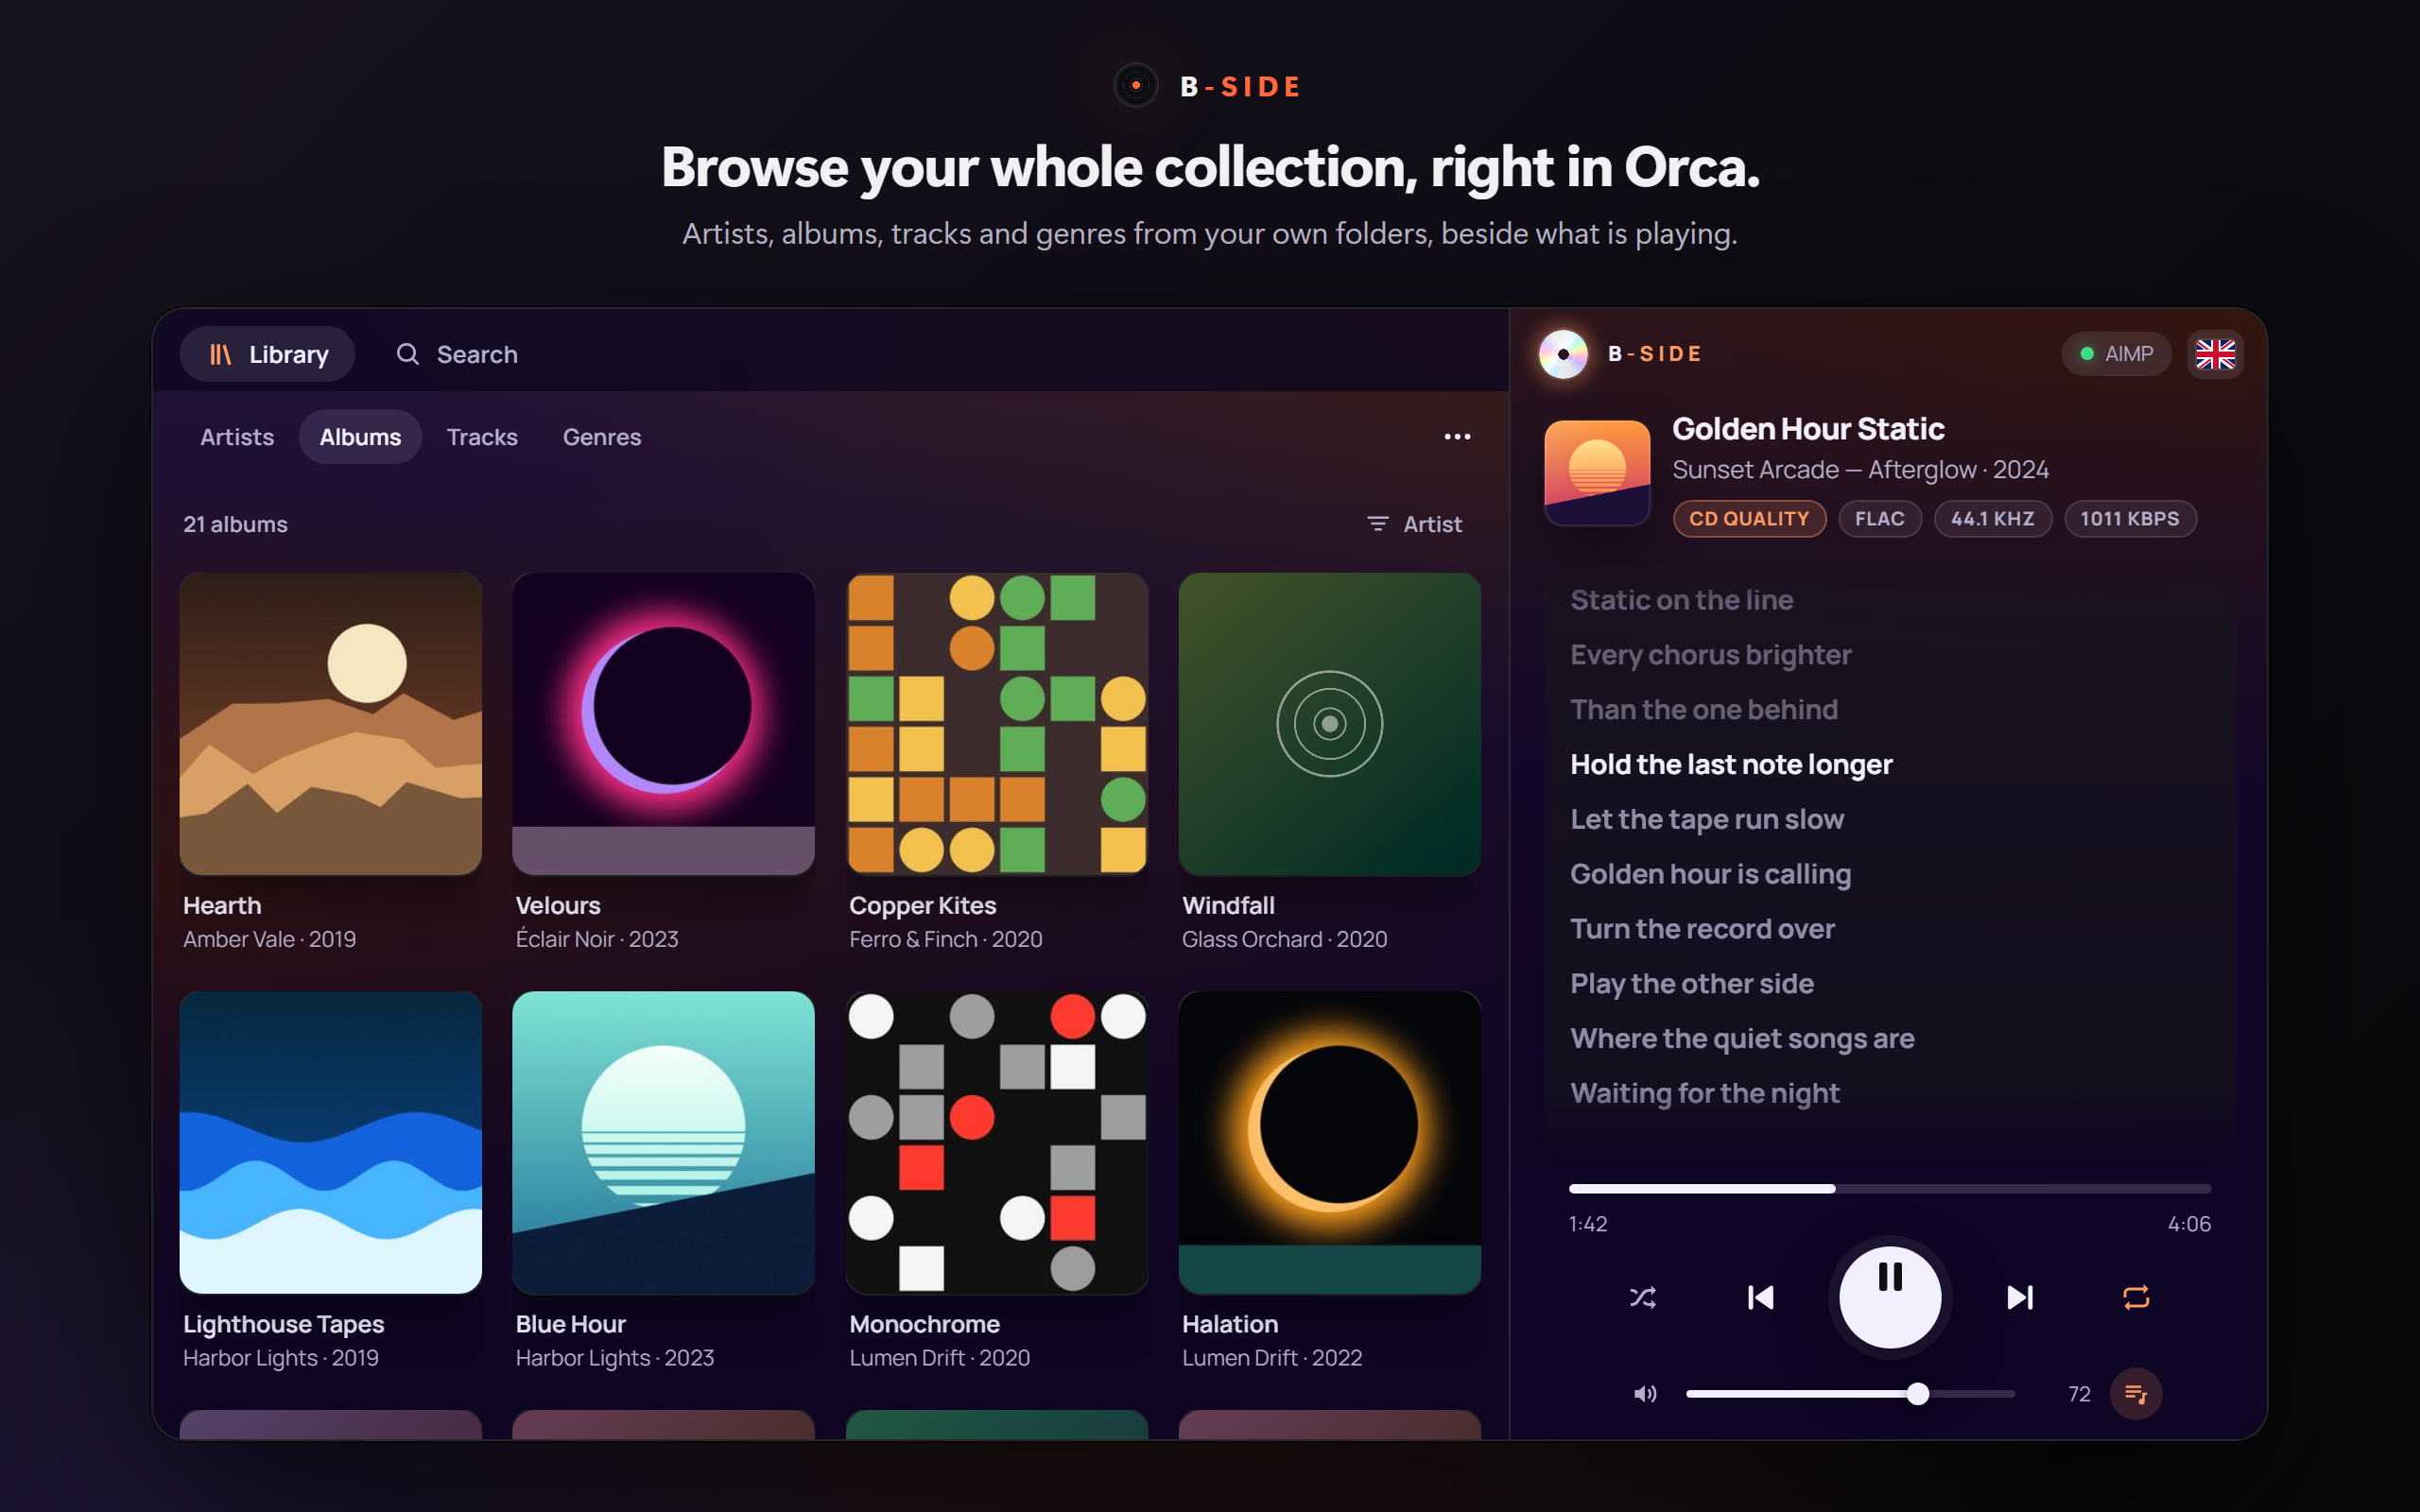 B-SIDE
Browse your whole collection, right in Orca.
Artists, albums, tracks and genres from your own folders, beside what is playing.
Library
Search
Artists
Albums
Tracks
Genres
21 albums
Artist
Hearth
Amber Vale · 2019
Velours
Éclair Noir · 2023
Copper Kites
Ferro & Finch · 2020
Windfall
Glass Orchard · 2020
Lighthouse Tapes
Harbor Lights · 2019
Blue Hour
Harbor Lights · 2023
Monochrome
Lumen Drift · 2020
Halation
Lumen Drift · 2022
B-SIDE
AIMP
Golden Hour Static
Sunset Arcade — Afterglow · 2024
CD QUALITY
FLAC
44.1 KHZ
1011 KBPS
Static on the line
Every chorus brighter
Than the one behind
Hold the last note longer
Let the tape run slow
Golden hour is calling
Turn the record over
Play the other side
Where the quiet songs are
Waiting for the night
1:42
4:06
72